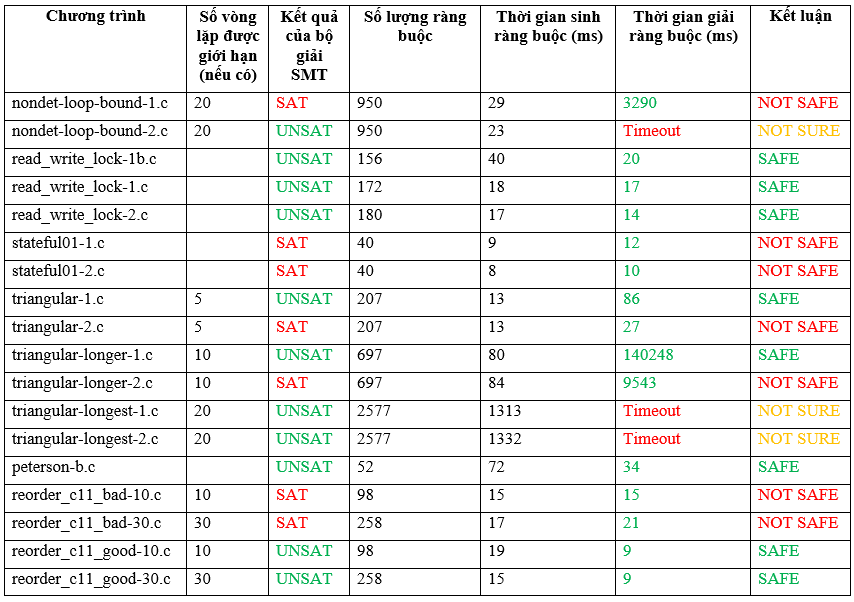 Chương trình Số vòng lặp được giới hạn (nếu có) Kết quả của bộ giải SMT Số lượng ràng buộc Thời gian sinh ràng buộc (ms) Thời gian giải ràng buộc (ms) Kết luận
nondet-loop-bound-1.c 20 SAT 950 29 3290 NOT SAFE
nondet-loop-bound-2.c 20 UNSAT 950 23 Timeout NOT SURE
read_write_lock-1b.c UNSAT 156 40 20 SAFE
read_write_lock-1.c UNSAT 172 18 17 SAFE
read_write_lock-2.c UNSAT 180 17 14 SAFE
stateful01-1.c SAT 40 9 12 NOT SAFE
stateful01-2.c SAT 40 8 10 NOT SAFE
triangular-1.c 5 UNSAT 207 13 86 SAFE
triangular-2.c 5 SAT 207 13 27 NOT SAFE
triangular-longer-1.c 10 UNSAT 697 80 140248 SAFE
triangular-longer-2.c 10 SAT 697 84 9543 NOT SAFE
triangular-longest-1.c 20 UNSAT 2577 1313 Timeout NOT SURE
triangular-longest-2.c 20 UNSAT 2577 1332 Timeout NOT SURE
peterson-b.c UNSAT 52 72 34 SAFE
reorder_c11_bad-10.c 10 SAT 98 15 15 NOT SAFE
reorder_c11_bad-30.c 30 SAT 258 17 21 NOT SAFE
reorder_c11_good-10.c 10 UNSAT 98 19 9 SAFE
reorder_c11_good-30.c 30 UNSAT 258 15 9 SAFE